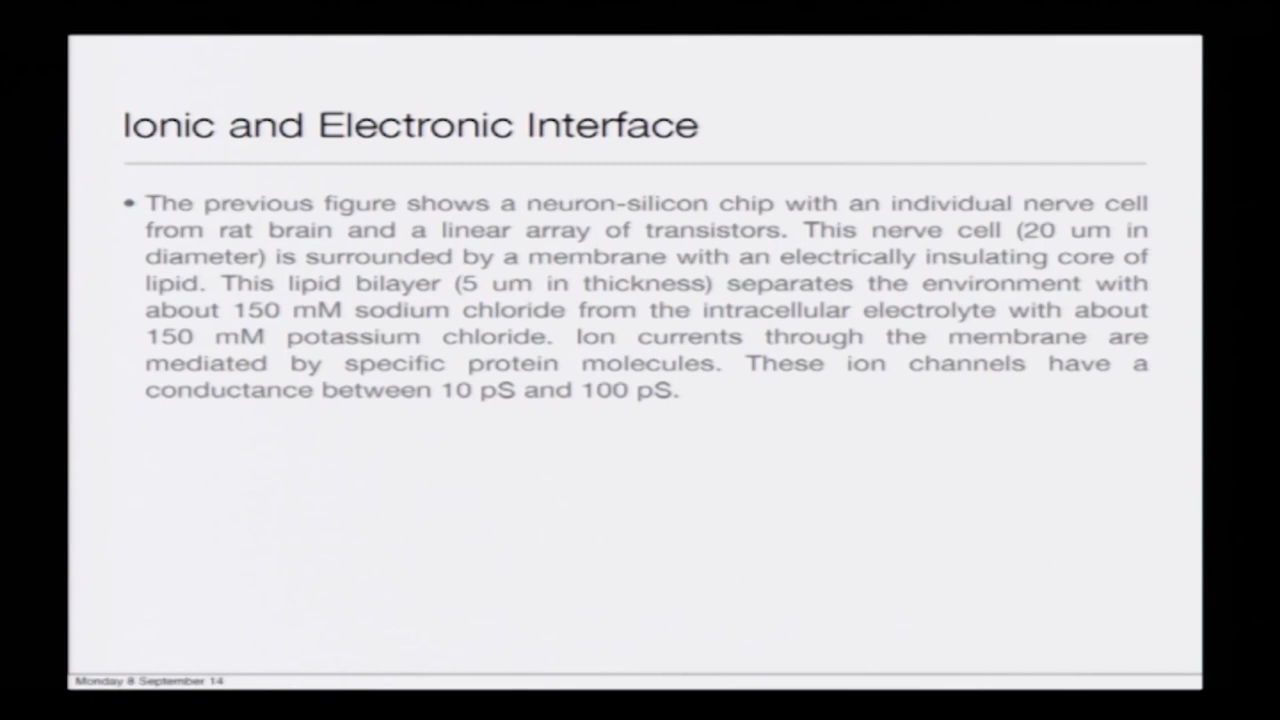 Ionic and Electronic Interface
• The previous figure shows a neuron-silicon chip with an individual nerve cell
from rat brain and a linear array of transistors. This nerve cell (20 um in
diameter) is surrounded by a membrane with an electrically insulating core of
lipid. This lipid bilayer (5 um in thickness) separates the environment with
about 150 mM sodium chloride from the intracellular electrolyte with about
150 mM potassium chloride. Ion currents through the membrane are
mediated by specific protein molecules. These ion channels have a
conductance between 10 pS and 100 pS.
Monday 8 September 14